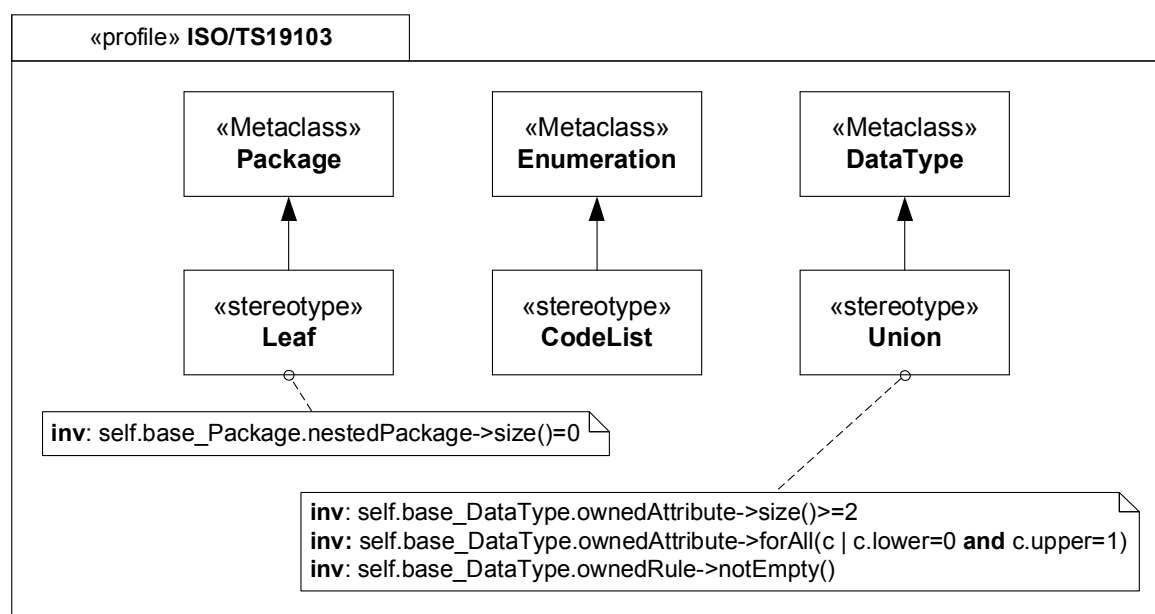 «profile» ISO/TS19103
«Metaclass»
Package
«Metaclass»
Enumeration
«Metaclass»
DataType
«stereotype»
Leaf
«stereotype»
CodeList
«stereotype»
Union
inv: self.base_Package.nestedPackage->size()=0
inv: self.base_DataType.ownedAttribute->size()>=2
inv: self.base_DataType.ownedAttribute->forAll(c | c.lower=0 and c.upper=1)
inv: self.base_DataType.ownedRule->notEmpty()